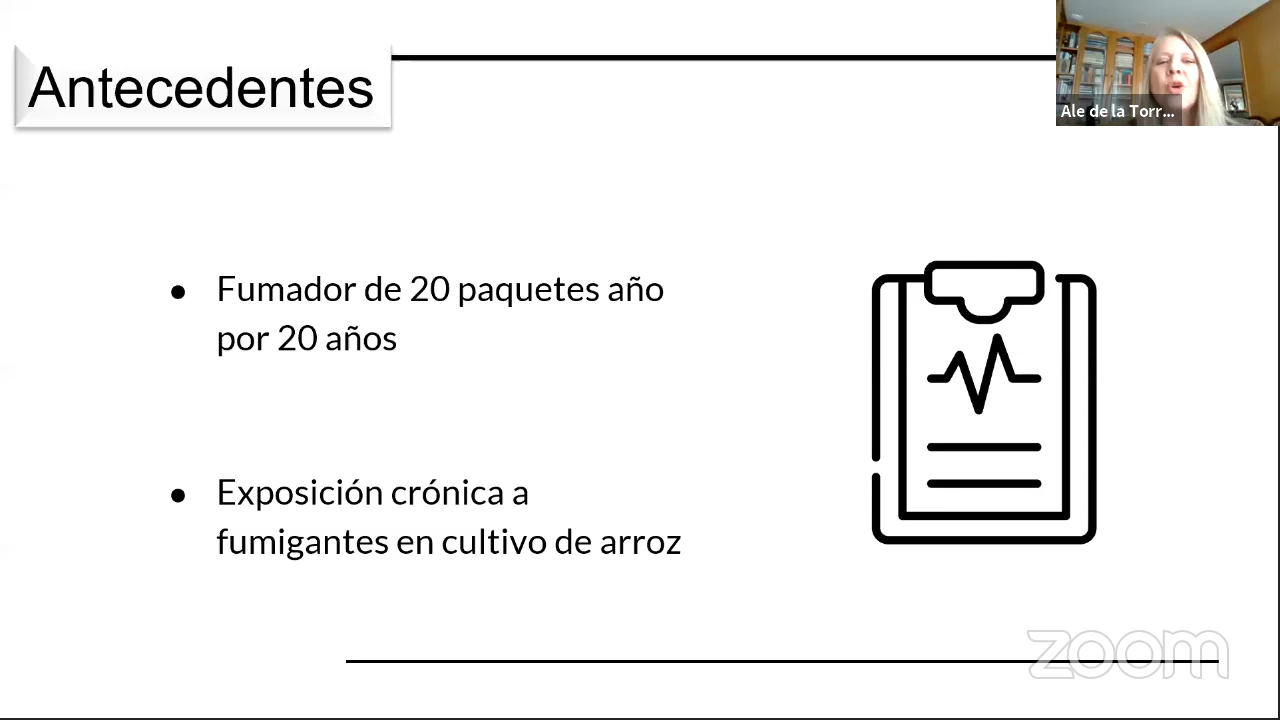 Antecedentes
Ale de la Torr...
● Fumador de 20 paquetes año
por 20 años
● Exposición crónica a
fumigantes en cultivo de arroz
zoom